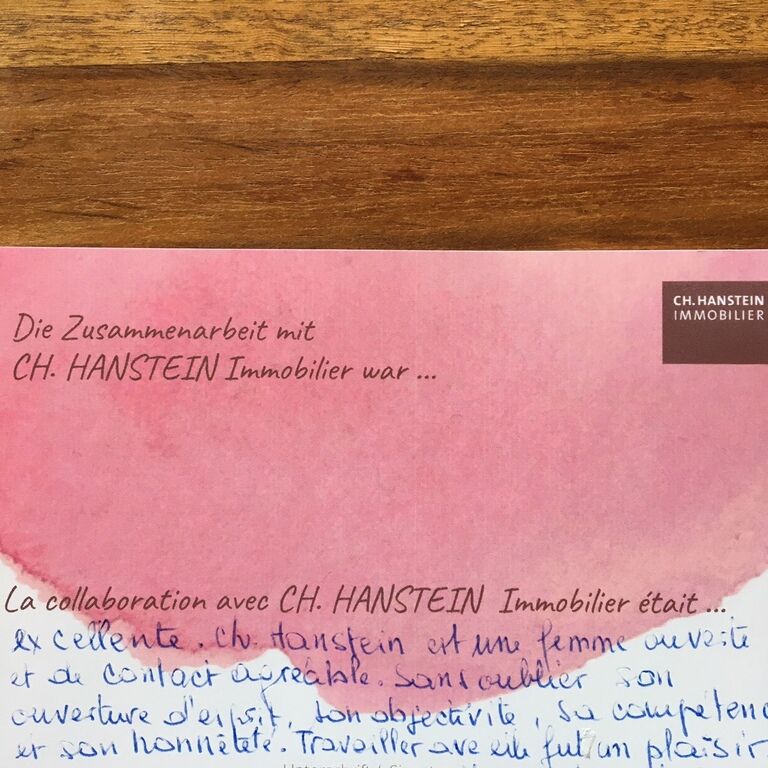 CH. HANSTEIN
IMMOBILIER
Die Zusammenarbeit mit
CH. HANSTEIN Immobilier war ...
La collaboration avec CH. HANSTEIN Immobilier était ...
excellente. Ch. Hanstein est une femme ouverte
et de contact agréable. Sans oublier son
ouverture d'esprit, son objectivité, sa compéten
et son honnêteté. Travailler avec elle fut un plaisir.